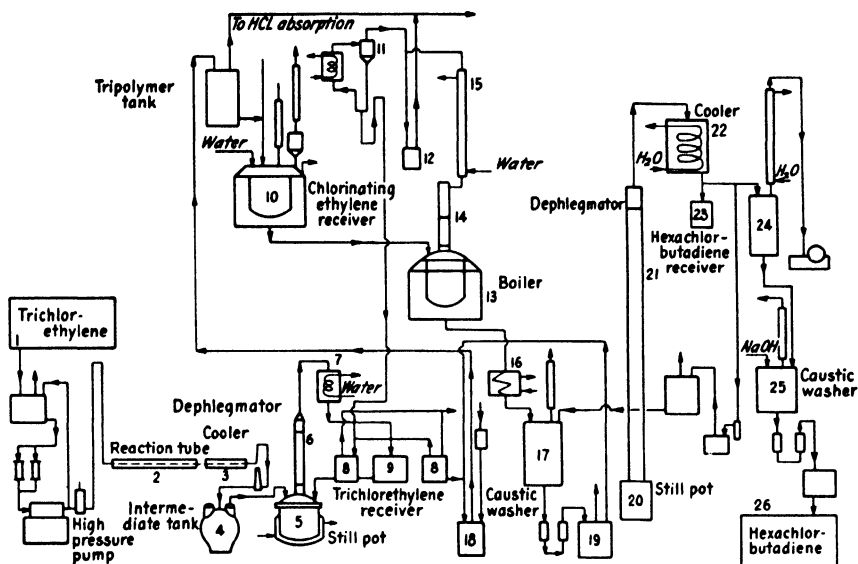 To HCL absorption
Tripolymer
tank
Water
10
Chlorinating
ethylene
receiver
11
12
15
Water
14
13
Boiler
Cooler
22
H₂O
Dephlegmator
23
Hexachlor-
butadiene
receiver
21
H₂O
24
NaOH
25
Caustic
washer
Trichlor-
ethylene
1
Reaction tube
2
Cooler
3
High
pressure
pump
Interme-
diate tank
4
Dephlegmator
6
7
Water
5
Still pot
8
9
8
Trichlorethylene
receiver
16
17
Caustic
washer
18
19
20
Still pot
26
Hexachlor-
butadiene